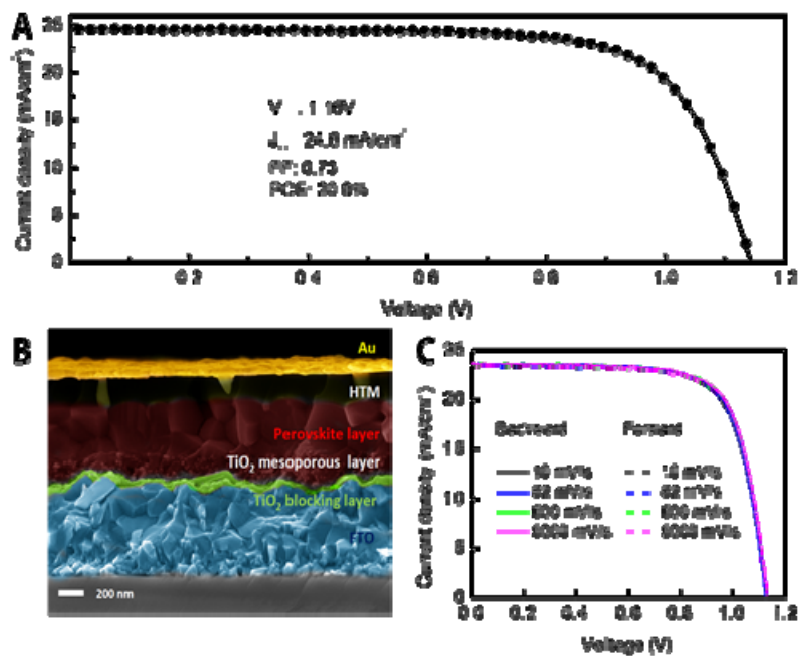 A
Current density (mA/cm²)
25
20
15
10
5
0
FF: 0.73
0.2
0.4
0.6
0.8
1.0
1.2
Voltage (V)
B
Au
HTM
Perovskite layer
TiO₂ mesoporous layer
TiO₂ blocking layer
FTO
200 nm
C
Current density (mA/cm²)
25
20
15
10
5
0
Backward
Forward
0.0
0.2
0.4
0.6
0.8
1.0
1.2
Voltage (V)